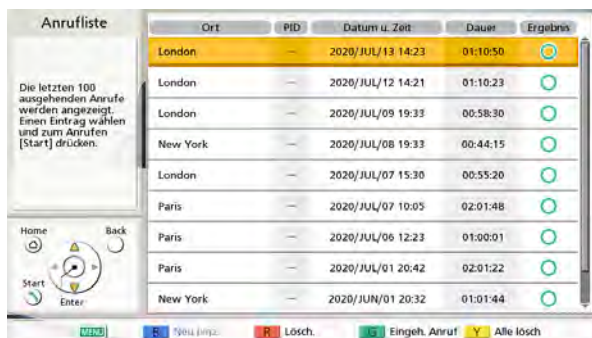 Anrufliste
Die letzten 100
ausgehenden Anrufe
werden angezeigt.
Einen Eintrag wählen
und zum Anrufen
[Start] drücken.
Home Back
Start
Enter
Ort PID Datum u. Zeit Dauer Ergebnis
London --- 2020/JUL/13 14:23 01:10:50
London --- 2020/JUL/12 14:21 01:10:23
London --- 2020/JUL/09 19:33 00:58:30
New York --- 2020/JUL/08 19:33 00:44:15
London --- 2020/JUL/07 15:30 00:55:20
Paris --- 2020/JUL/07 10:05 02:01:48
Paris --- 2020/JUL/06 12:23 01:00:01
Paris --- 2020/JUL/01 20:42 02:01:22
New York --- 2020/JUN/01 20:32 01:01:44
MENU B Neu R Lösch. G Eingeh. Anruf Y Alle lösch